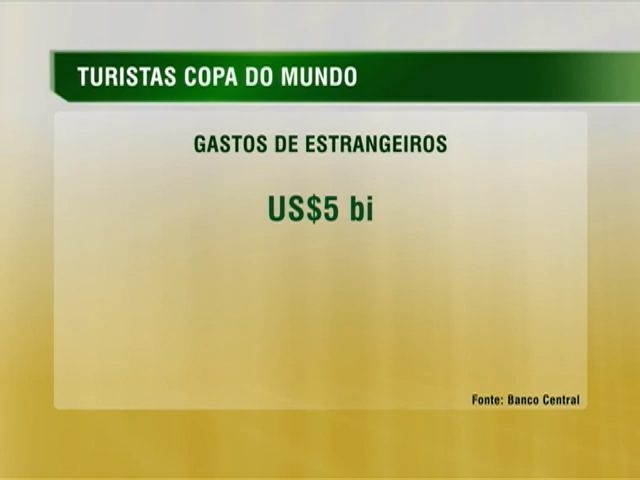 TURISTAS COPA DO MUNDO
GASTOS DE ESTRANGEIROS
US$5 bi
Fonte: Banco Central